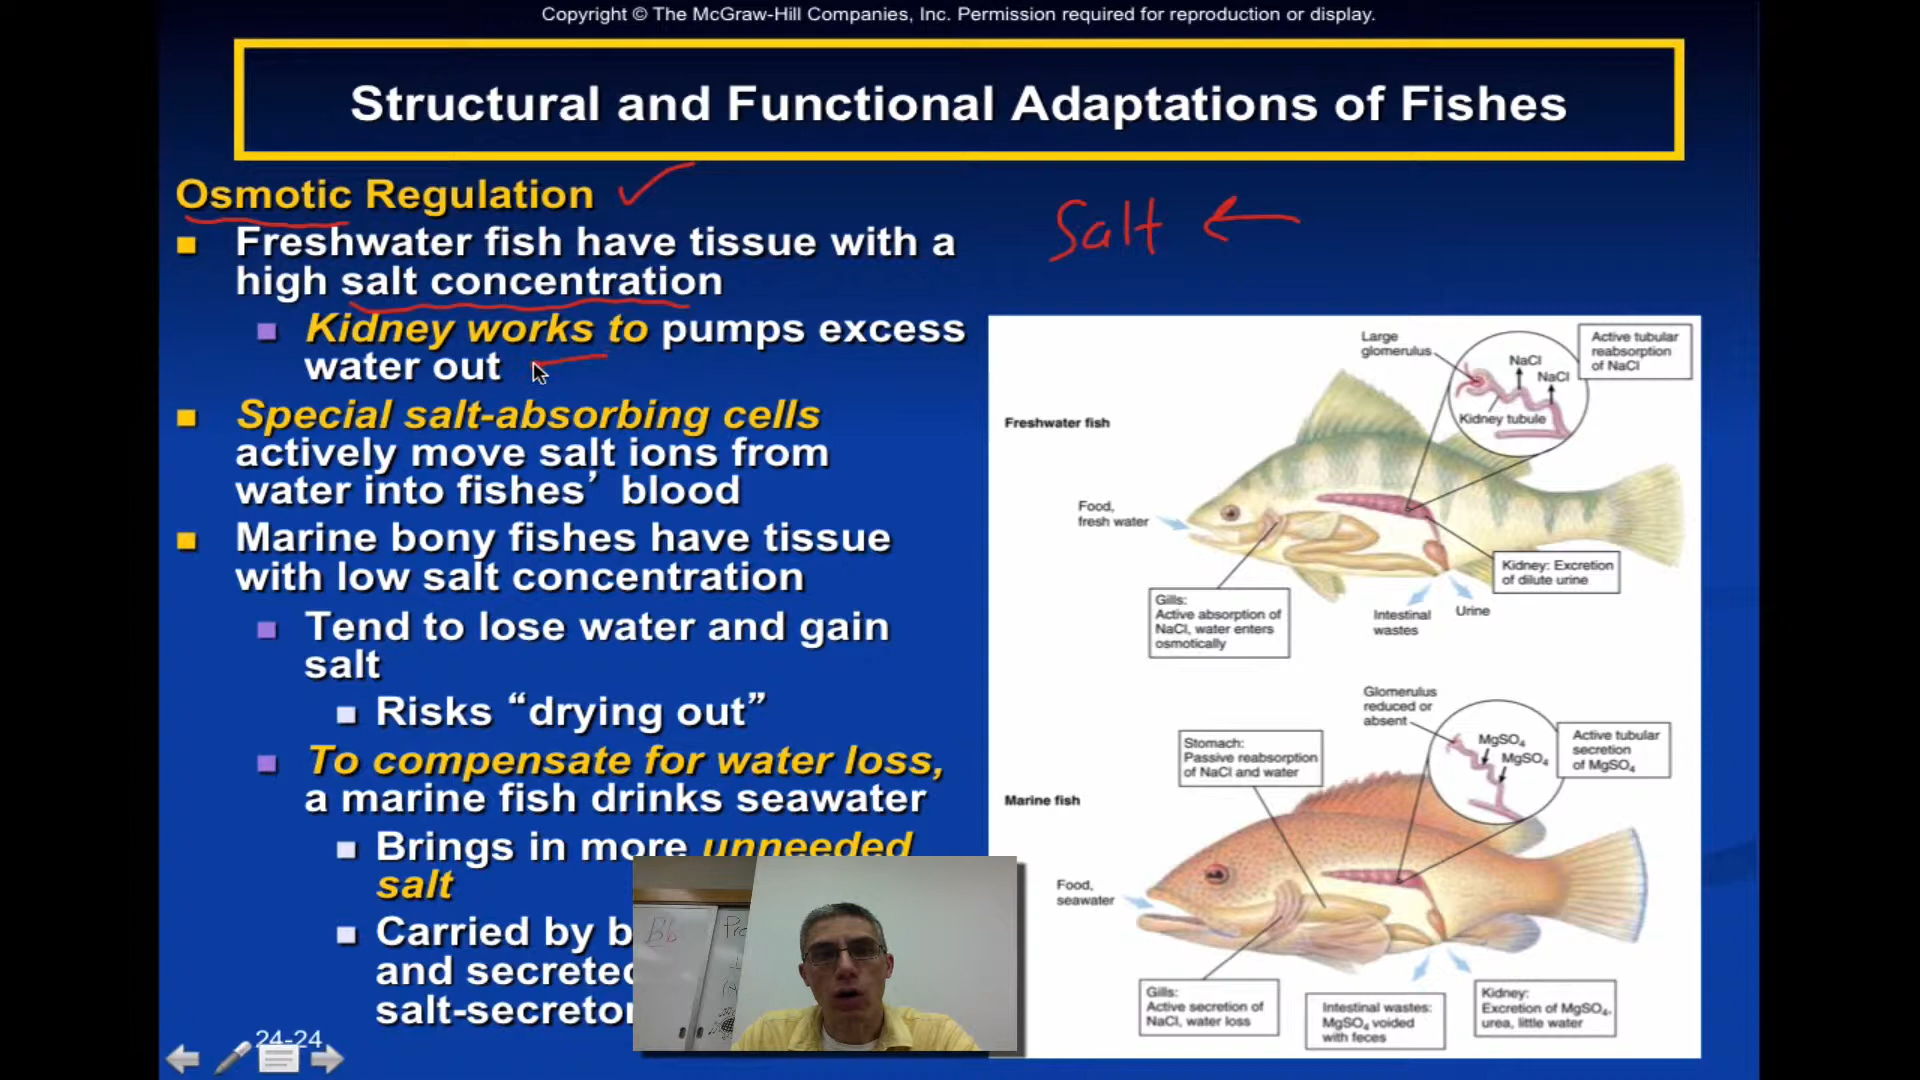 Copyright © The McGraw-Hill Companies, Inc. Permission required for reproduction or display.
Structural and Functional Adaptations of Fishes
Osmotic Regulation
Freshwater fish have tissue with a
high salt concentration
Kidney works to pumps excess
water out
Special salt-absorbing cells
actively move salt ions from
water into fishes’ blood
Marine bony fishes have tissue
with low salt concentration
Tend to lose water and gain
salt
Risks “drying out”
To compensate for water loss,
a marine fish drinks seawater
Brings in more unneeded
salt
Carried by b
and secreted
salt-secretor
24-24
Salt
Large
glomerulus
NaCl
NaCl
Kidney tubule
Active tubular
reabsorption
of NaCl
Freshwater fish
Food,
fresh water
Kidney: Excretion
of dilute urine
Gills:
Active absorption of
NaCl, water enters
osmotically
Intestinal
wastes
Urine
Glomerulus
reduced or
absent
MgSO₄
MgSO₄
Active tubular
secretion
of MgSO₄
Stomach:
Passive reabsorption
of NaCl and water
Marine fish
Food,
seawater
Gills:
Active secretion of
NaCl, water loss
Intestinal wastes:
MgSO₄ voided
with feces
Kidney:
Excretion of MgSO₄,
urea, little water
Bb